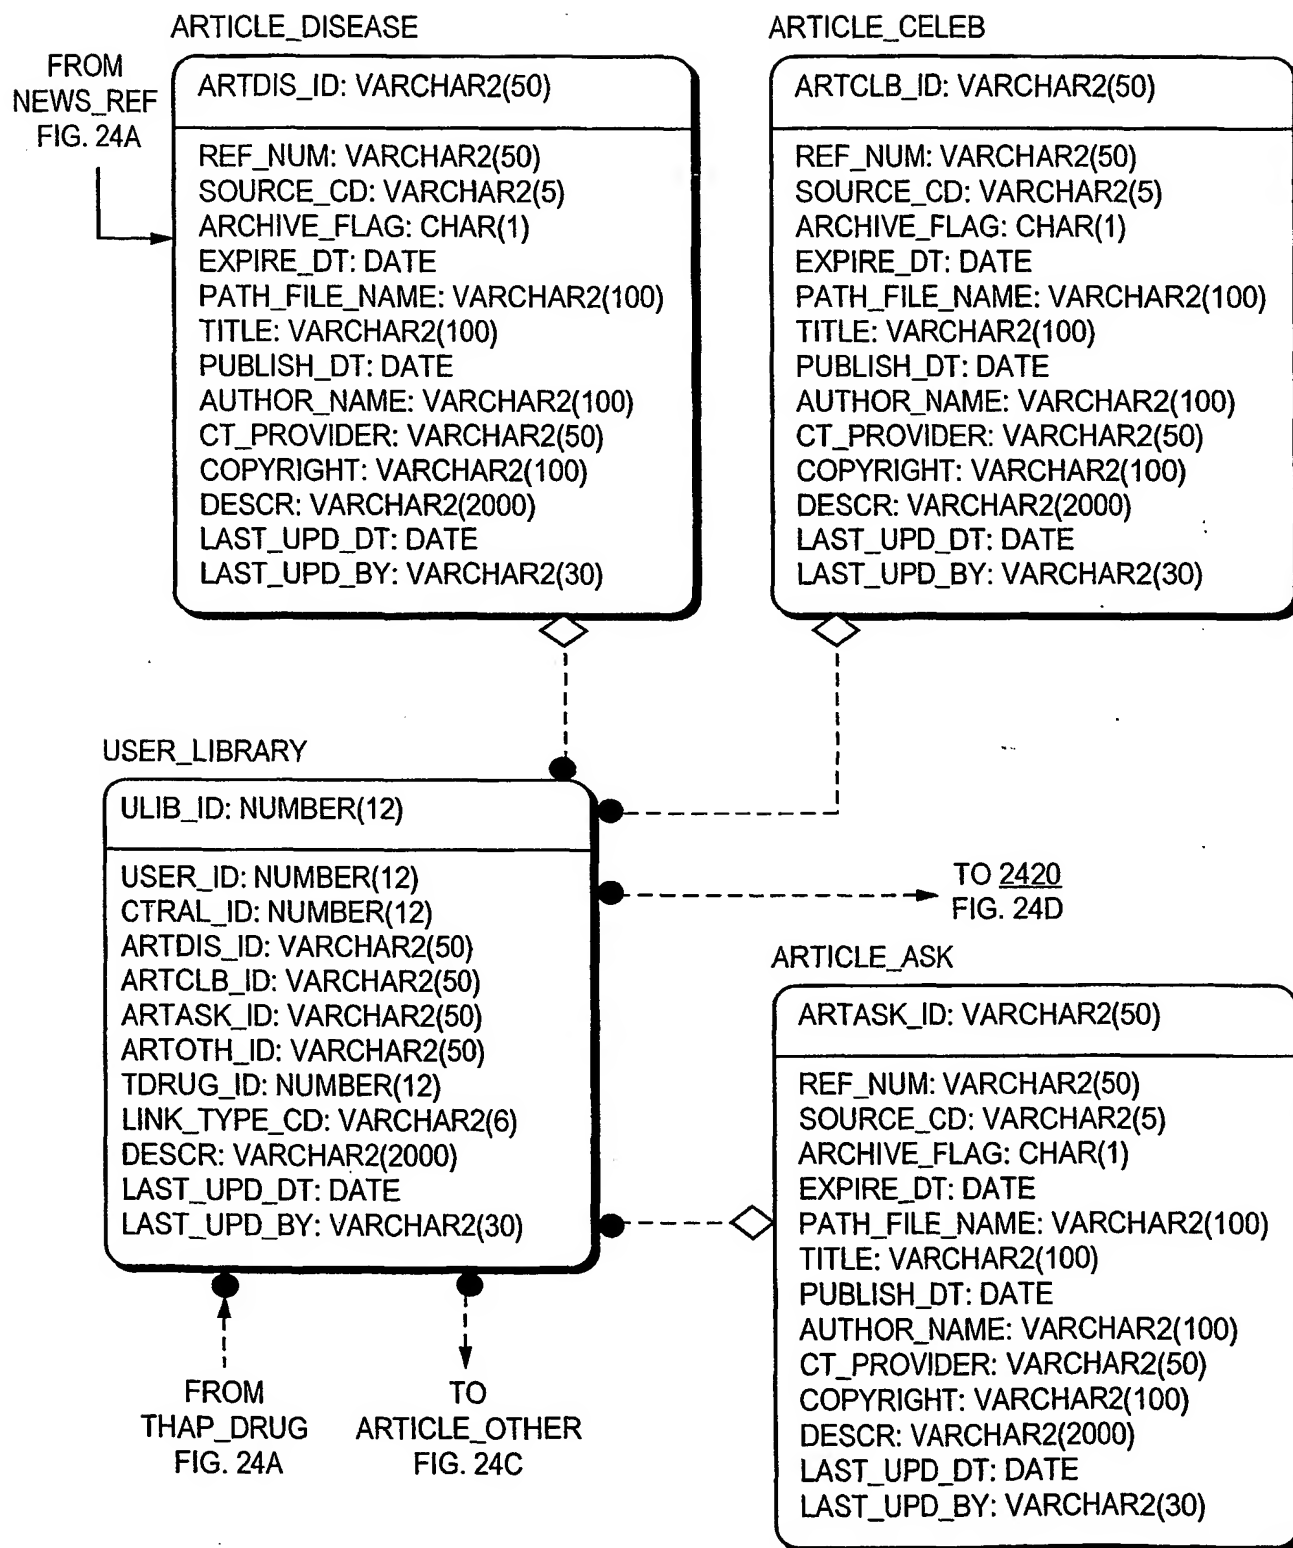 ARTICLE_DISEASE
FROM
NEWS_REF
FIG. 24A
ARTDIS_ID: VARCHAR2(50)
REF_NUM: VARCHAR2(50)
SOURCE_CD: VARCHAR2(5)
ARCHIVE_FLAG: CHAR(1)
EXPIRE_DT: DATE
PATH_FILE_NAME: VARCHAR2(100)
TITLE: VARCHAR2(100)
PUBLISH_DT: DATE
AUTHOR_NAME: VARCHAR2(100)
CT_PROVIDER: VARCHAR2(50)
COPYRIGHT: VARCHAR2(100)
DESCR: VARCHAR2(2000)
LAST_UPD_DT: DATE
LAST_UPD_BY: VARCHAR2(30)
ARTICLE_CELEB
ARTCLB_ID: VARCHAR2(50)
REF_NUM: VARCHAR2(50)
SOURCE_CD: VARCHAR2(5)
ARCHIVE_FLAG: CHAR(1)
EXPIRE_DT: DATE
PATH_FILE_NAME: VARCHAR2(100)
TITLE: VARCHAR2(100)
PUBLISH_DT: DATE
AUTHOR_NAME: VARCHAR2(100)
CT_PROVIDER: VARCHAR2(50)
COPYRIGHT: VARCHAR2(100)
DESCR: VARCHAR2(2000)
LAST_UPD_DT: DATE
LAST_UPD_BY: VARCHAR2(30)
USER_LIBRARY
ULIB_ID: NUMBER(12)
USER_ID: NUMBER(12)
CTRAL_ID: NUMBER(12)
ARTDIS_ID: VARCHAR2(50)
ARTCLB_ID: VARCHAR2(50)
ARTASK_ID: VARCHAR2(50)
ARTOTH_ID: VARCHAR2(50)
TDRUG_ID: NUMBER(12)
LINK_TYPE_CD: VARCHAR2(6)
DESCR: VARCHAR2(2000)
LAST_UPD_DT: DATE
LAST_UPD_BY: VARCHAR2(30)
TO 2420
FIG. 24D
ARTICLE_ASK
ARTASK_ID: VARCHAR2(50)
REF_NUM: VARCHAR2(50)
SOURCE_CD: VARCHAR2(5)
ARCHIVE_FLAG: CHAR(1)
EXPIRE_DT: DATE
PATH_FILE_NAME: VARCHAR2(100)
TITLE: VARCHAR2(100)
PUBLISH_DT: DATE
AUTHOR_NAME: VARCHAR2(100)
CT_PROVIDER: VARCHAR2(50)
COPYRIGHT: VARCHAR2(100)
DESCR: VARCHAR2(2000)
LAST_UPD_DT: DATE
LAST_UPD_BY: VARCHAR2(30)
FROM
THAP_DRUG
FIG. 24A
TO
ARTICLE_OTHER
FIG. 24C